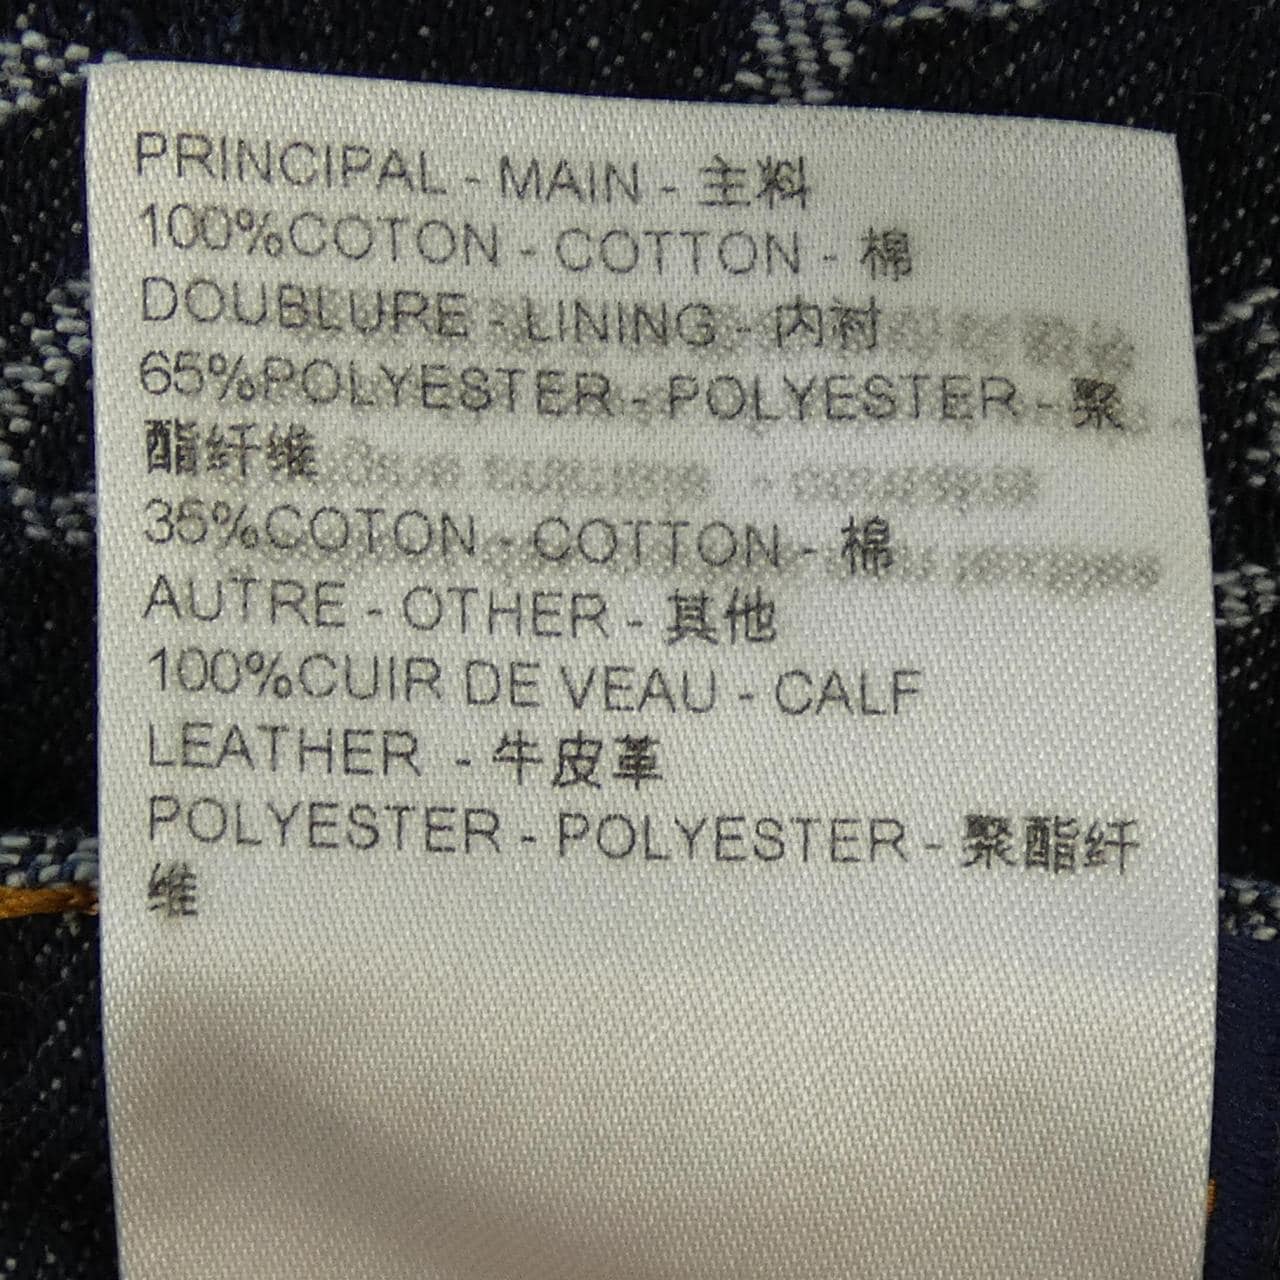 PRINCIPAL - MAIN - 主料
100%COTON - COTTON - 棉
DOUBLURE - LINING - 内衬
65%POLYESTER - POLYESTER - 聚
酯纤维
35%COTON - COTTON - 棉
AUTRE - OTHER - 其他
100%CUIR DE VEAU - CALF
LEATHER - 牛皮革
POLYESTER - POLYESTER - 聚酯纤
维